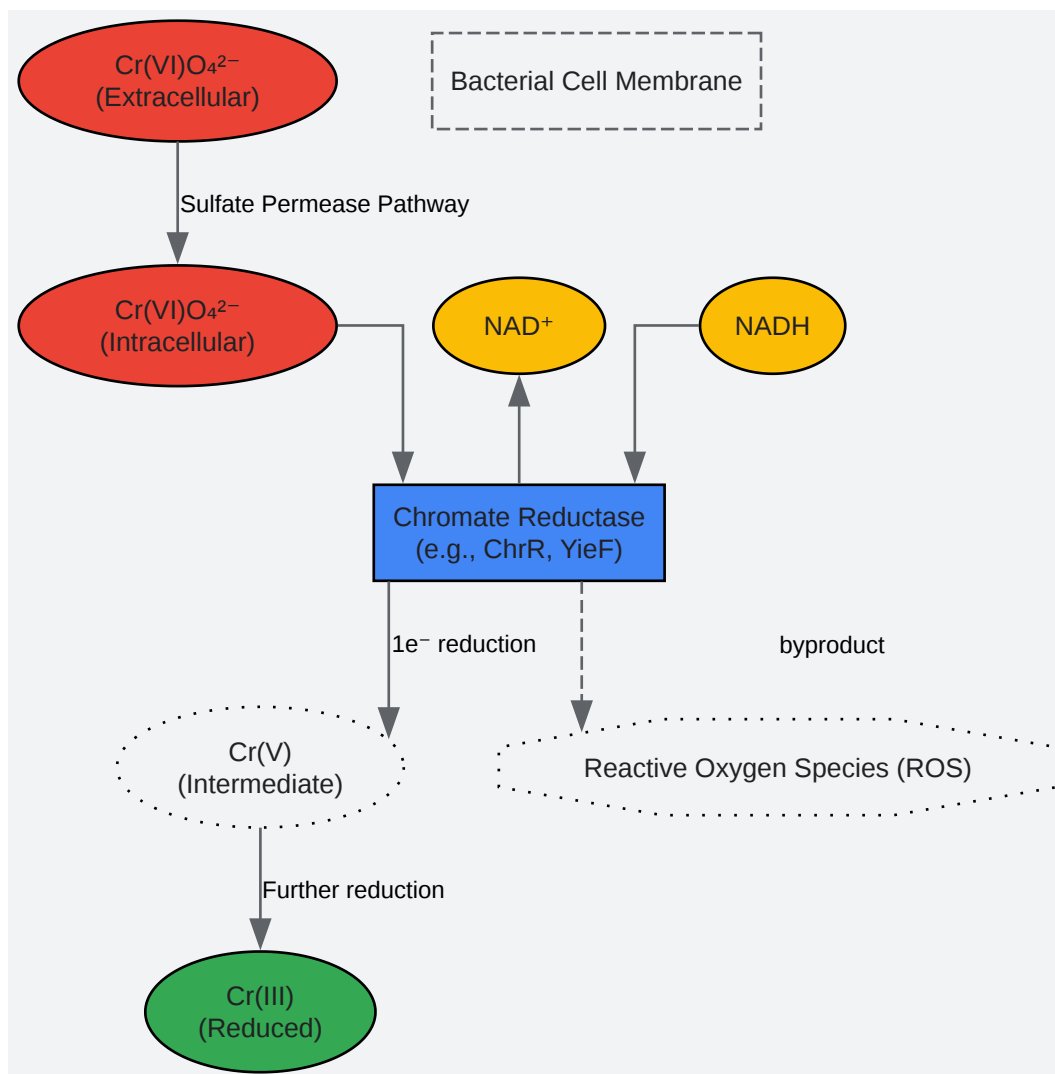 Cr(VI)O₄²⁻
(Extracellular)
Bacterial Cell Membrane
Sulfate Permease Pathway
Cr(VI)O₄²⁻
(Intracellular)
NAD⁺
NADH
Chromate Reductase
(e.g., ChrR, YieF)
1e⁻ reduction
byproduct
Cr(V)
(Intermediate)
Reactive Oxygen Species (ROS)
Further reduction
Cr(III)
(Reduced)